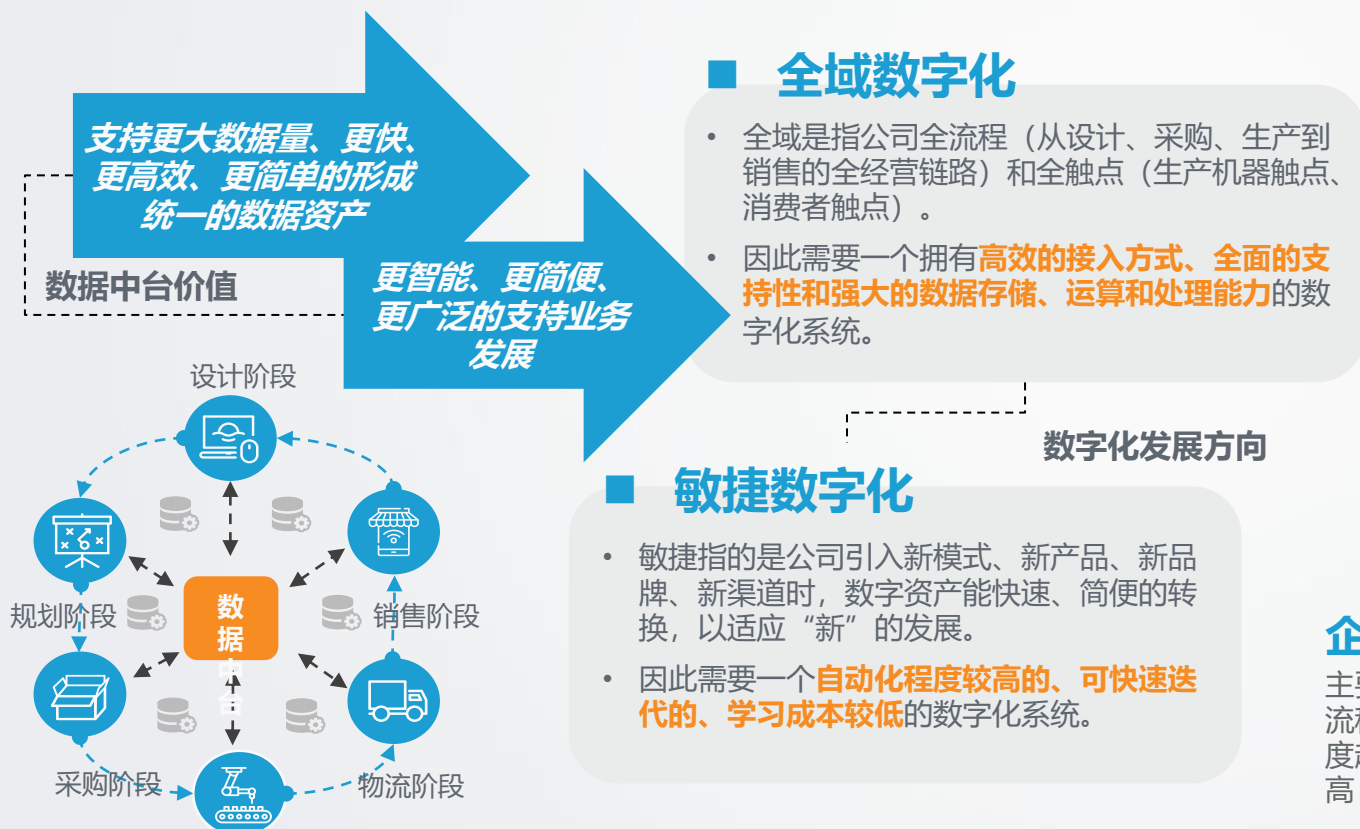 支持更大数据量、更快、
更高效、更简单的形成
统一的数据资产
数据中台价值
更智能、更简便、
更广泛的支持业务
发展
■ 全域数字化
• 全域是指公司全流程（从设计、采购、生产到
销售的全经营链路）和全触点（生产机器触点、
消费者触点）。
• 因此需要一个拥有高效的接入方式、全面的支
持性和强大的数据存储、运算和处理能力的数
字化系统。
数字化发展方向
■ 敏捷数字化
• 敏捷指的是公司引入新模式、新产品、新品
牌、新渠道时，数字资产能快速、简便的转
换，以适应“新”的发展。
• 因此需要一个自动化程度较高的、可快速迭
代的、学习成本较低的数字化系统。
设计阶段
规划阶段
销售阶段
数
据
中
台
采购阶段
物流阶段
企
主要
流程
度越
高